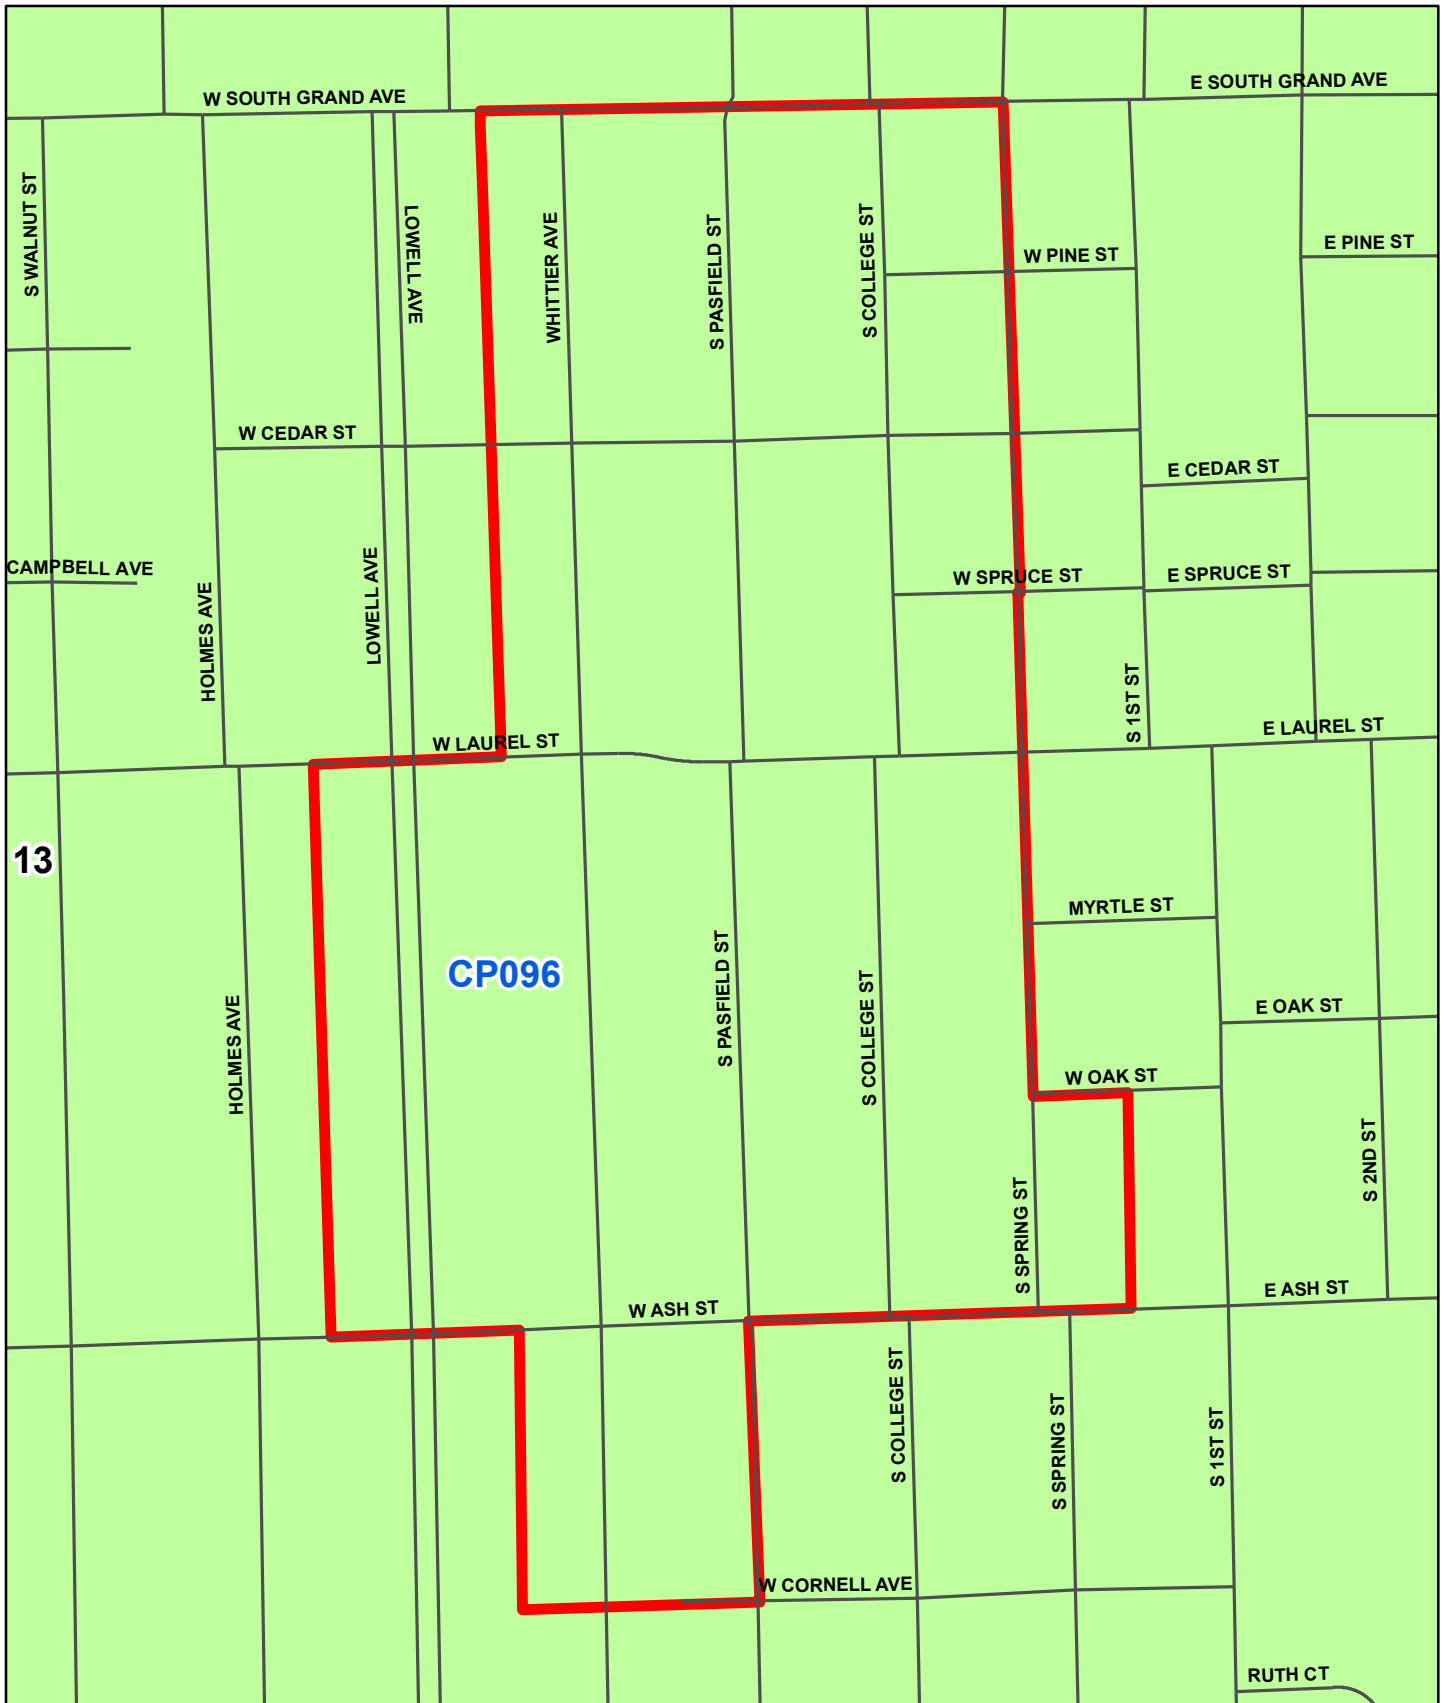 E SOUTH GRAND AVE
W SOUTH GRAND AVE
S WALNUT ST
LOWELL AVE
WHITTIER AVE
S PASFIELD ST
S COLLEGE ST
W PINE ST
E PINE ST
W CEDAR ST
E CEDAR ST
CAMPBELL AVE
HOLMES AVE
LOWELL AVE
W SPRUCE ST
E SPRUCE ST
S 1ST ST
W LAUREL ST
E LAUREL ST
13
MYRTLE ST
CP096
HOLMES AVE
S PASFIELD ST
S COLLEGE ST
E OAK ST
W OAK ST
S SPRING ST
S 2ND ST
W ASH ST
E ASH ST
S COLLEGE ST
S SPRING ST
S 1ST ST
W CORNELL AVE
RUTH CT